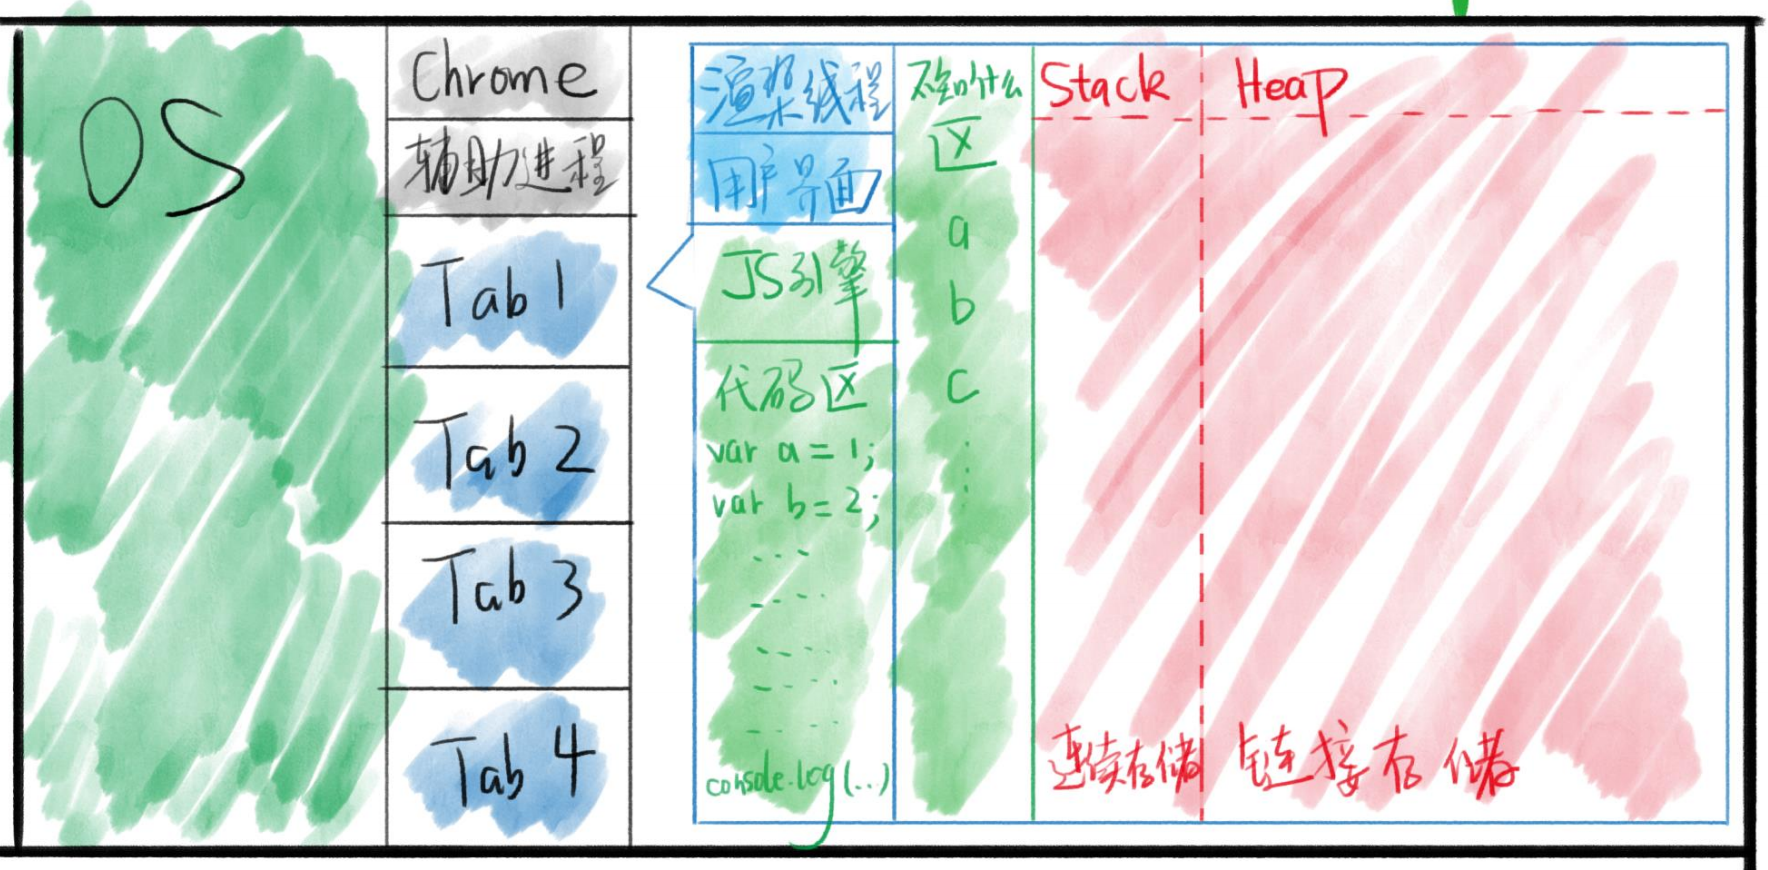 OS
Chrome
辅助进程
Tab 1
Tab 2
Tab 3
Tab 4
渲染线程
用户界面
JS引擎
代码区
var a = 1;
var b = 2;
console.log(..)
不知什么
区
a
b
c
Stack
连续存储
Heap
链接存储